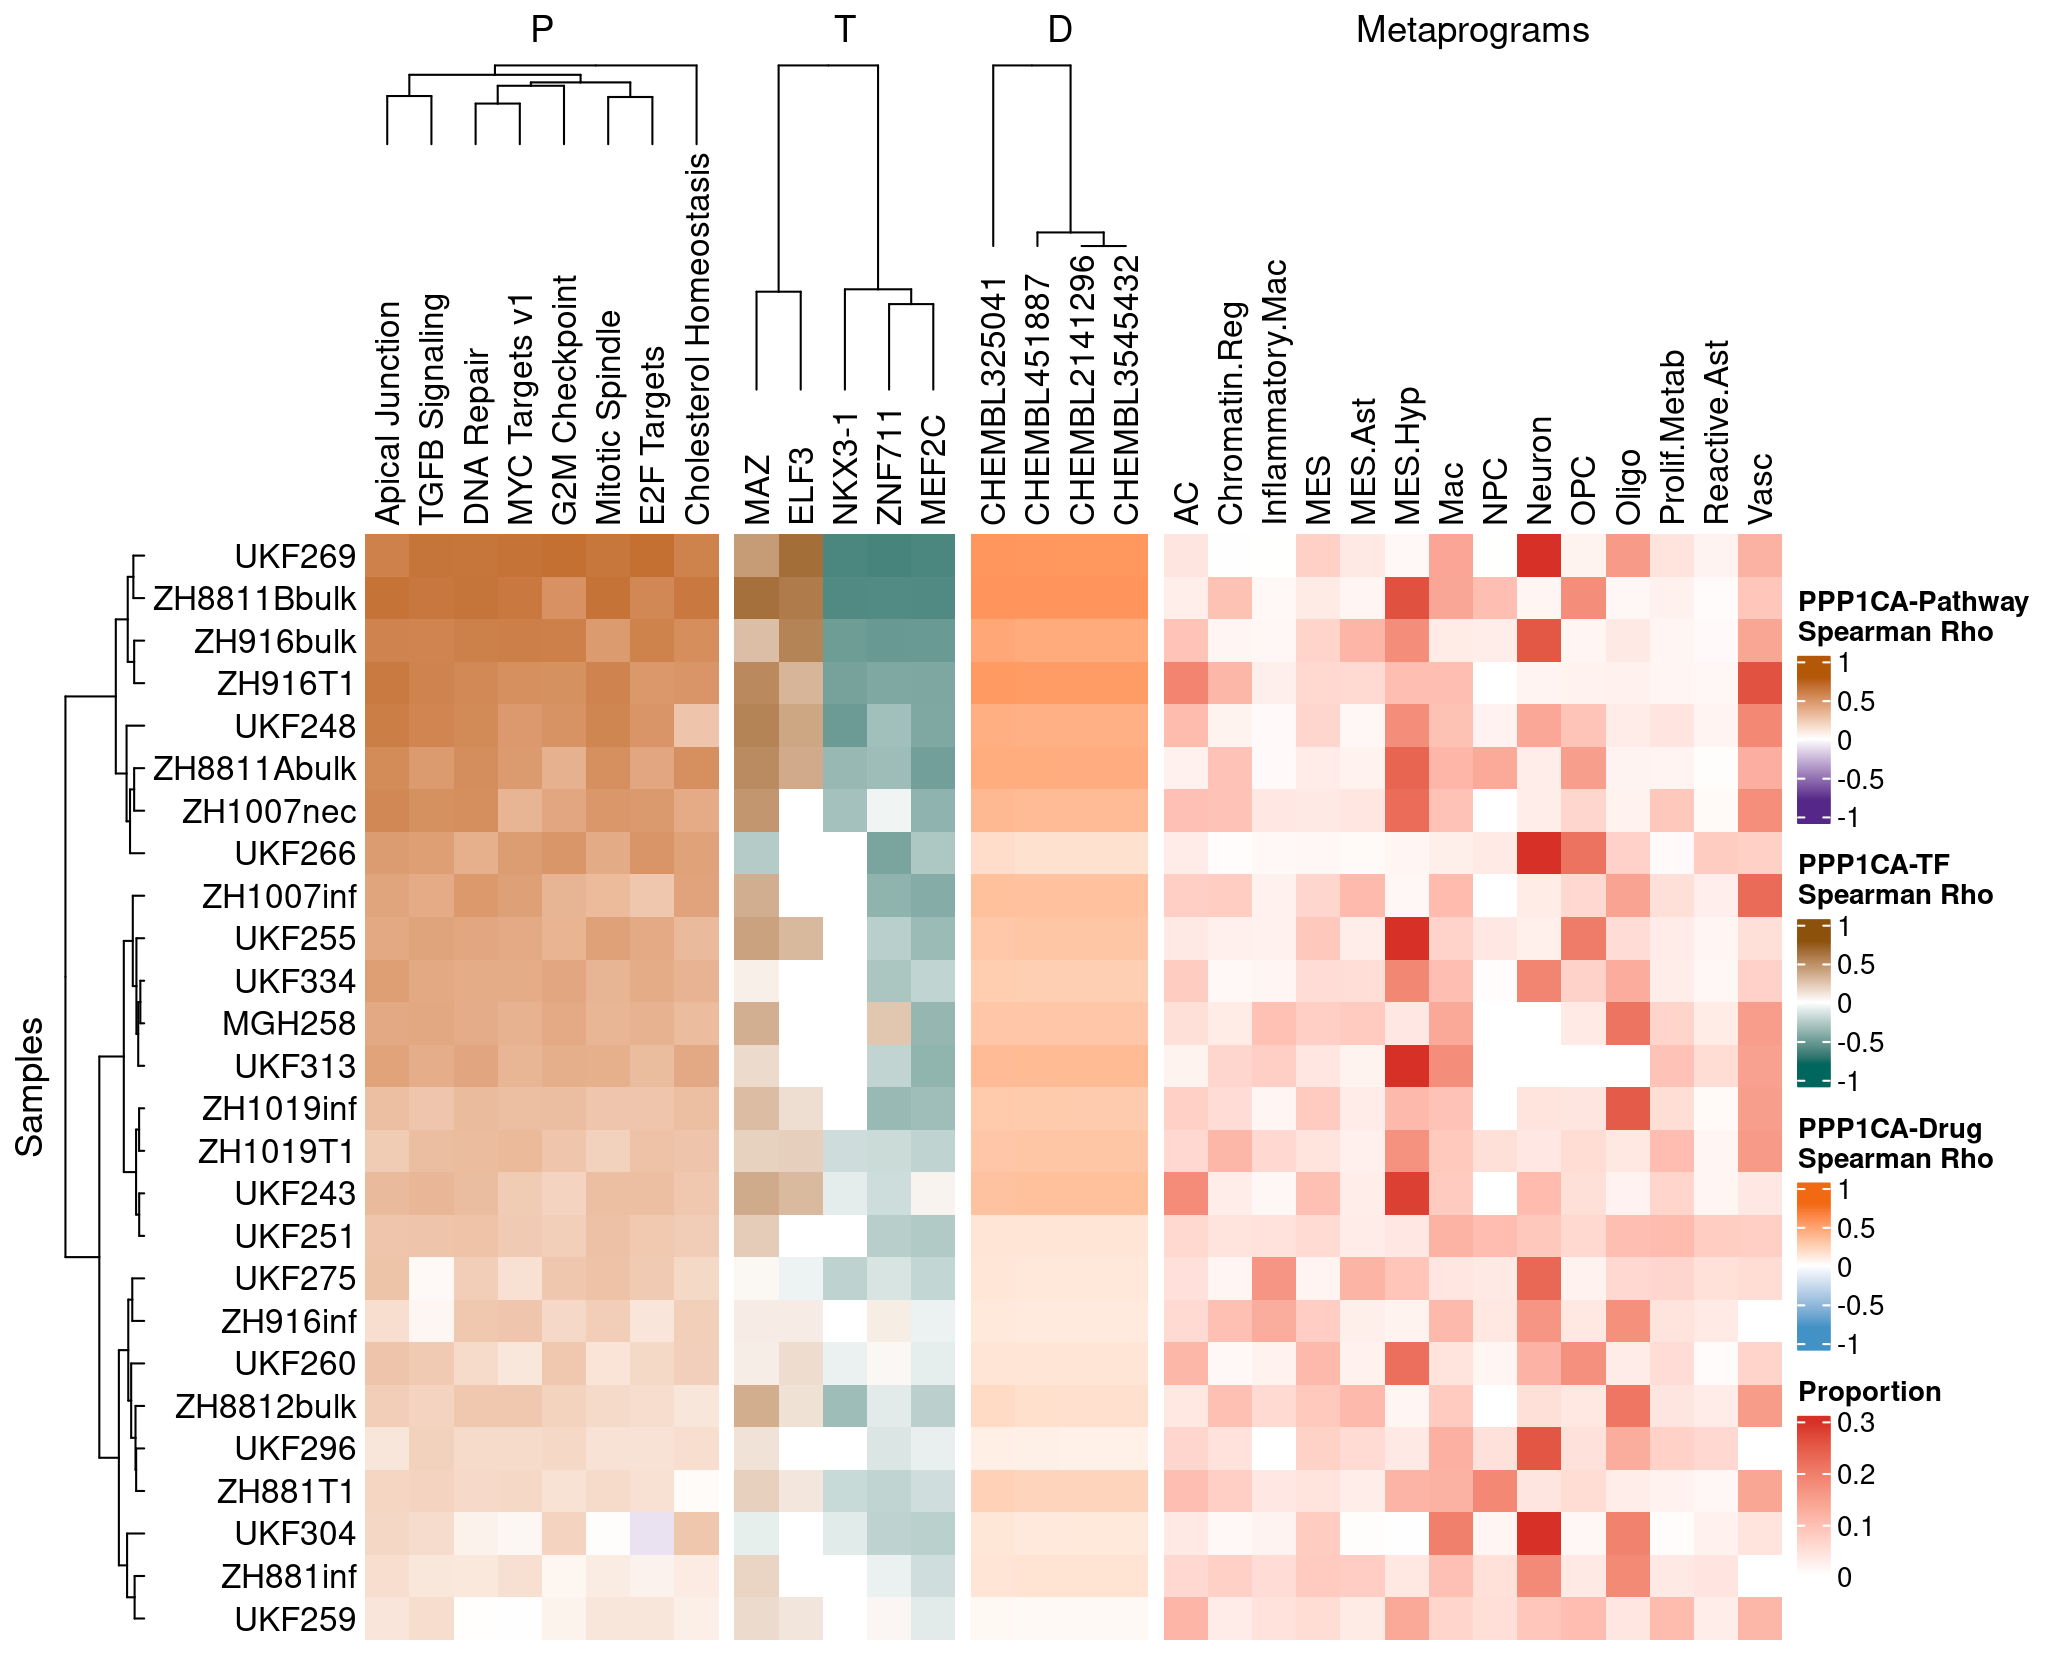 P
T
D
Metaprograms
Apical Junction
TGFB Signaling
DNA Repair
MYC Targets v1
G2M Checkpoint
Mitotic Spindle
E2F Targets
Cholesterol Homeostasis
MAZ
ELF3
NKX3-1
ZNF711
MEF2C
CHEMBL325041
CHEMBL451887
CHEMBL2141296
CHEMBL3545432
AC
Chromatin.Reg
Inflammatory.Mac
MES
MES.Ast
MES.Hyp
Mac
NPC
Neuron
OPC
Oligo
Prolif.Metab
Reactive.Ast
Vasc
Samples
UKF269
ZH8811Bbulk
ZH916bulk
ZH916T1
UKF248
ZH8811Abulk
ZH1007nec
UKF266
ZH1007inf
UKF255
UKF334
MGH258
UKF313
ZH1019inf
ZH1019T1
UKF243
UKF251
UKF275
ZH916inf
UKF260
ZH8812bulk
UKF296
ZH881T1
UKF304
ZH881inf
UKF259
PPP1CA-Pathway
Spearman Rho
1
0.5
0
-0.5
-1
PPP1CA-TF
Spearman Rho
1
0.5
0
-0.5
-1
PPP1CA-Drug
Spearman Rho
1
0.5
0
-0.5
-1
Proportion
0.3
0.2
0.1
0